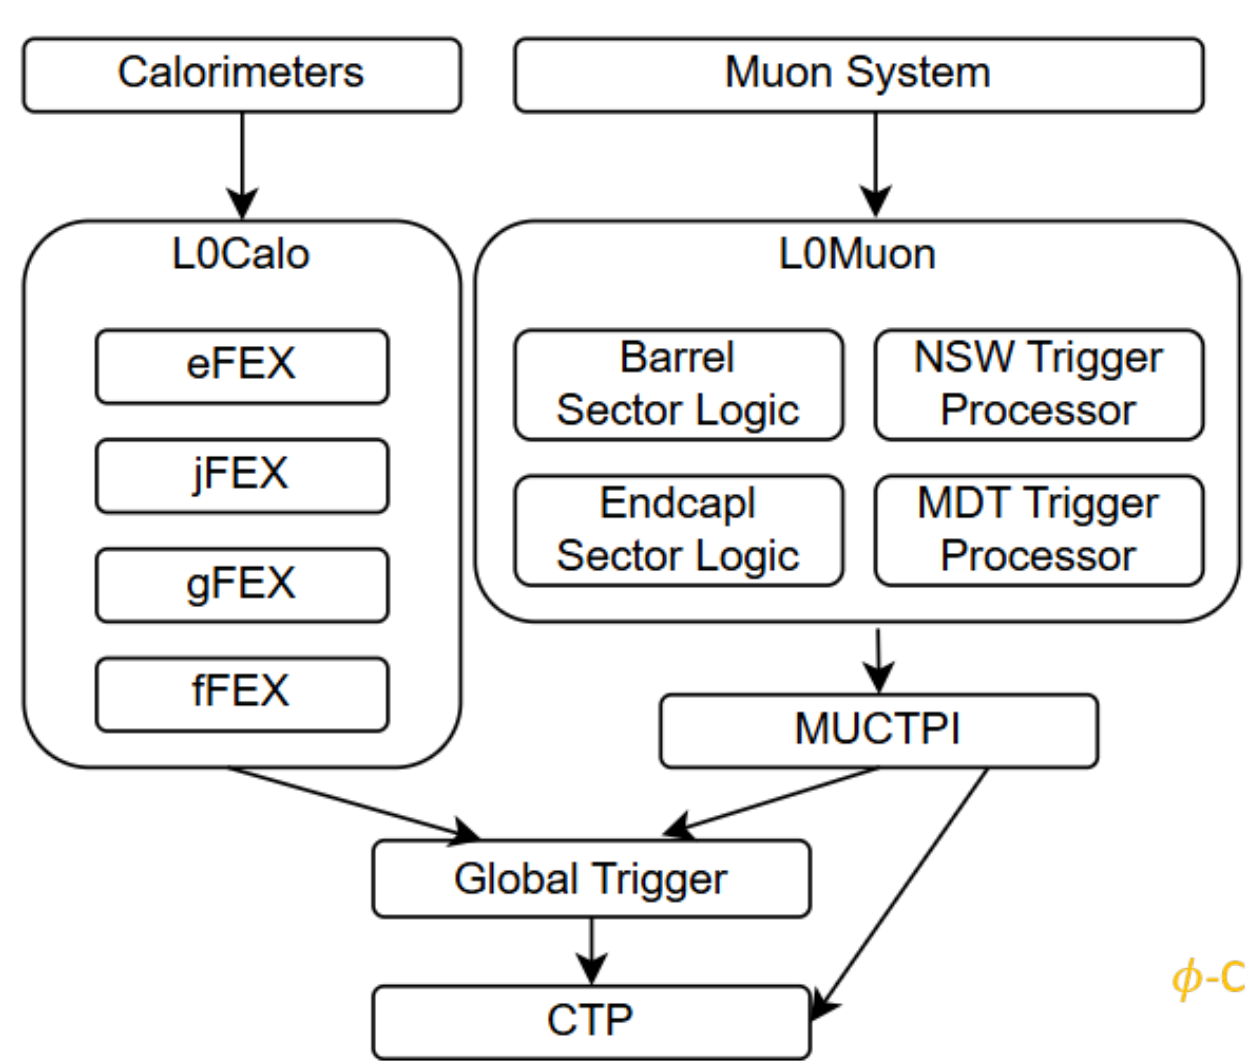 Calorimeters
Muon System
L0Calo
eFEX
jFEX
gFEX
fFEX
L0Muon
Barrel
Sector Logic
NSW Trigger
Processor
Endcapl
Sector Logic
MDT Trigger
Processor
MUCTPI
Global Trigger
CTP
ϕ-C